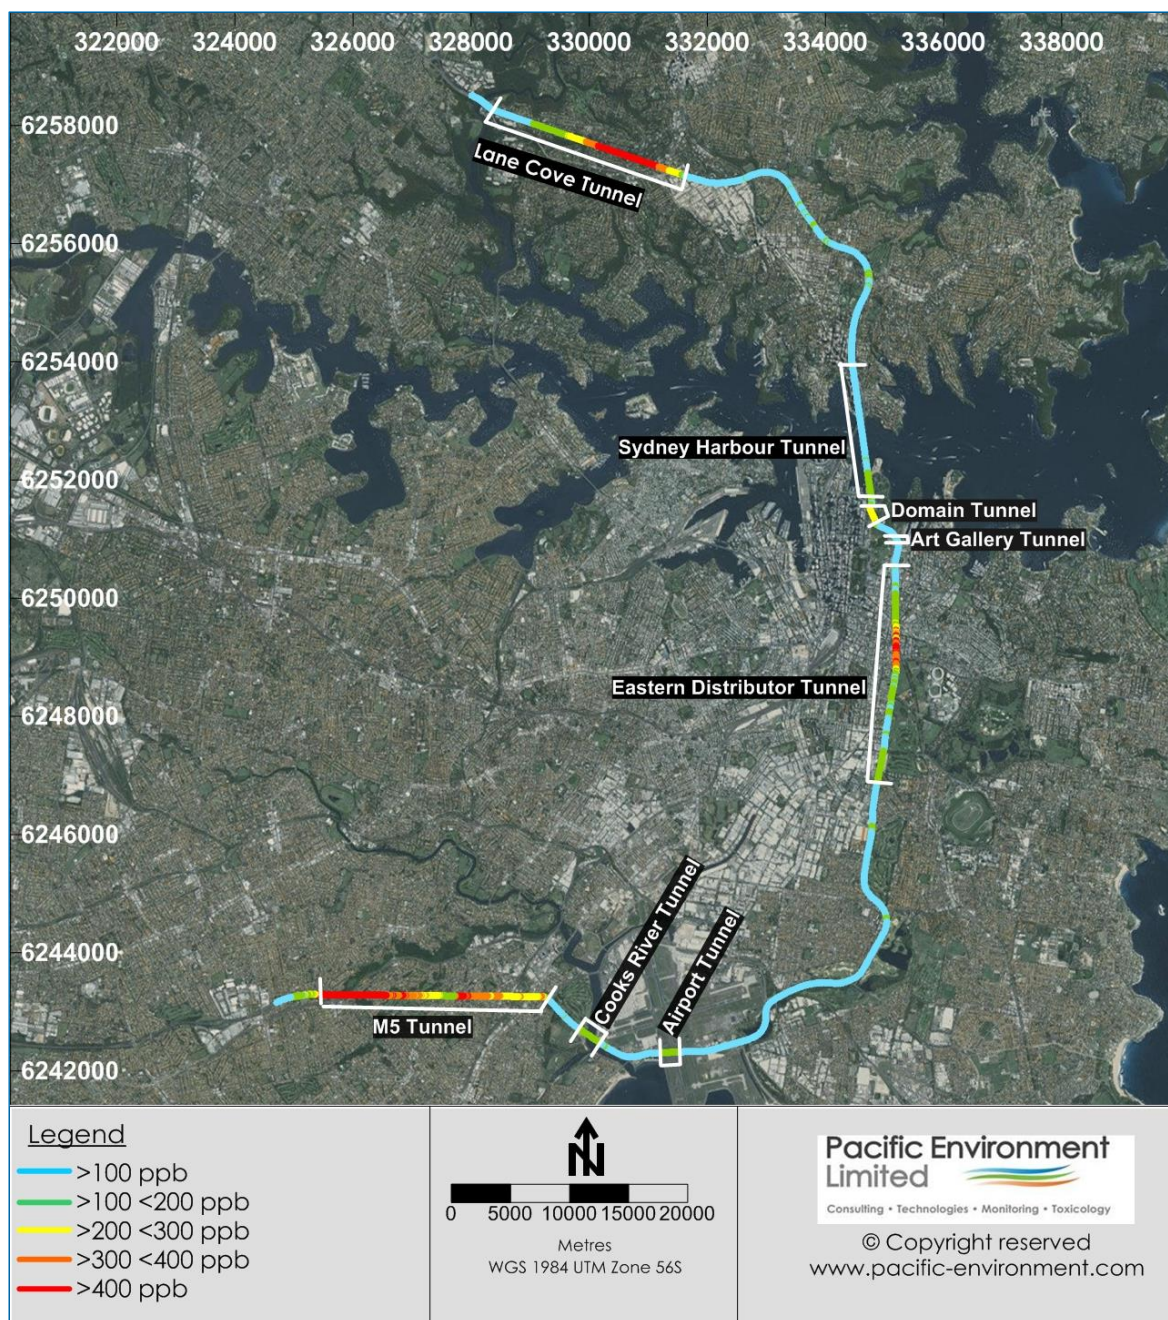 322000 324000 326000 328000 330000 332000 334000 336000 338000
6258000
Lane Cove Tunnel
6256000
6254000
Sydney Harbour Tunnel
6252000
Domain Tunnel
Art Gallery Tunnel
6250000
Eastern Distributor Tunnel
6248000
6246000
Cooks River Tunnel
Airport Tunnel
6244000
M5 Tunnel
6242000
Legend
>100 ppb
>100 <200 ppb
>200 <300 ppb
>300 <400 ppb
>400 ppb
N
0 5000 10000 15000 20000
Metres
WGS 1984 UTM Zone 56S
Pacific Environment
Limited
Consulting • Technologies • Monitoring • Toxicology
© Copyright reserved
www.pacific-environment.com